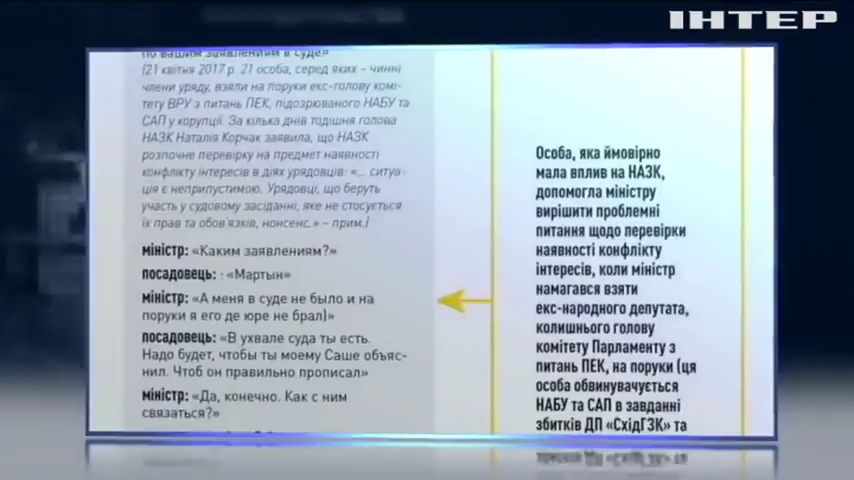 ІНТЕР
по вашим заявлениям в суде»
(21 квітня 2017 р. 21 особа, серед яких – чинні
члени уряду, взяли на поруки екс-голову комі-
тету ВРУ з питань ПЕК, підозрюваного НАБУ та
САП у корупції. За кілька днів тодішня голова
НАЗК Наталія Корчак заявила, що НАЗК
розпочне перевірку на предмет наявності
конфлікту інтересів в діях урядовців: «... ситуа-
ція є неприпустимою. Урядовці, що беруть
участь у судовому засіданні, яке не стосується
їх прав та обов'язків, нонсенс.» – прим.)
міністр: «Каким заявлениям?»
посадовець: : «Мартын»
міністр: «А меня в суде не было и на
поруки я его де юре не брал)»
посадовець: «В ухвале суда ты есть.
Надо будет, чтобы ты моему Саше объяс-
нил. Чтоб он правильно прописал»
міністр: «Да, конечно. Как с ним
связаться?»
Особа, яка ймовірно
мала вплив на НАЗК,
допомогла міністру
вирішити проблемні
питання щодо перевірки
наявності конфлікту
інтересів, коли міністр
намагався взяти
екс-народного депутата,
колишнього голову
комітету Парламенту з
питань ПЕК, на поруки (ця
особа обвинувачується
НАБУ та САП в завданні
збитків ДП «СхідГЗК» та